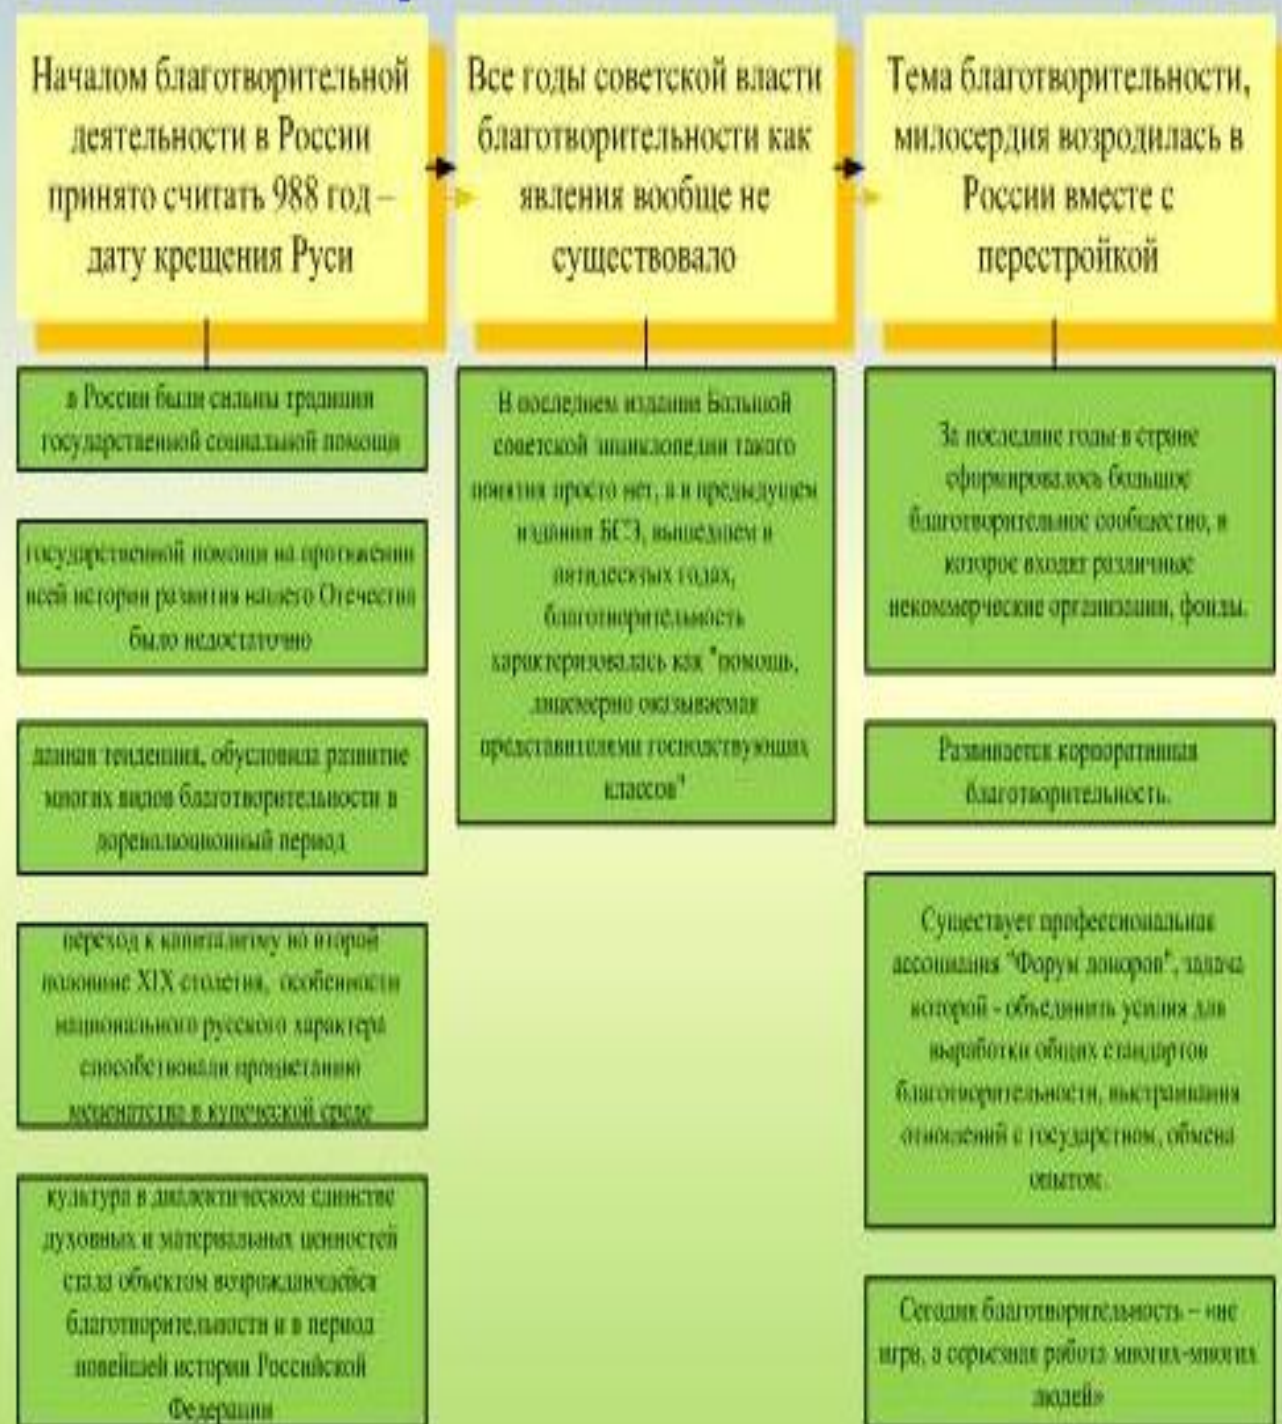 Началом благотворительной
деятельности в России
принято считать 988 год –
дату крещения Руси
в России были сильны традиции
государственной социальной помощи
государственной помощи на протяжении
всей истории развития нашего Отечества
было недостаточно
данная тенденция, обусловила развитие
многих видов благотворительности в
дореволюционный период
переход к капитализму во второй
половине XIX столетия, особенности
национального русского характера
способствовали процветанию
меценатства в купеческой среде
культура в диалектическом единстве
духовных и материальных ценностей
стала объектом возрождающейся
благотворительности и в период
новейшей истории Российской
Федерации
Все годы советской власти
благотворительности как
явления вообще не
существовало
В последнем издании Большой
советской энциклопедии такого
понятия просто нет, а в предыдущем
издании БСЭ, вышедшем в
пятидесятых годах,
благотворительность
характеризовалась как "помощь,
лицемерно оказываемая
представителями господствующих
классов"
Тема благотворительности,
милосердия возродилась в
России вместе с
перестройкой
За последние годы в стране
сформировалось большое
благотворительное сообщество, в
которое входят различные
некоммерческие организации, фонды.
Развивается корпоративная
благотворительность.
Существует профессиональная
ассоциация "Форум доноров", задача
которой - объединить усилия для
выработки общих стандартов
благотворительности, выстраивания
отношений с государством, обмена
опытом.
Сегодня благотворительность – «не
игра, а серьезная работа многих-многих
людей»